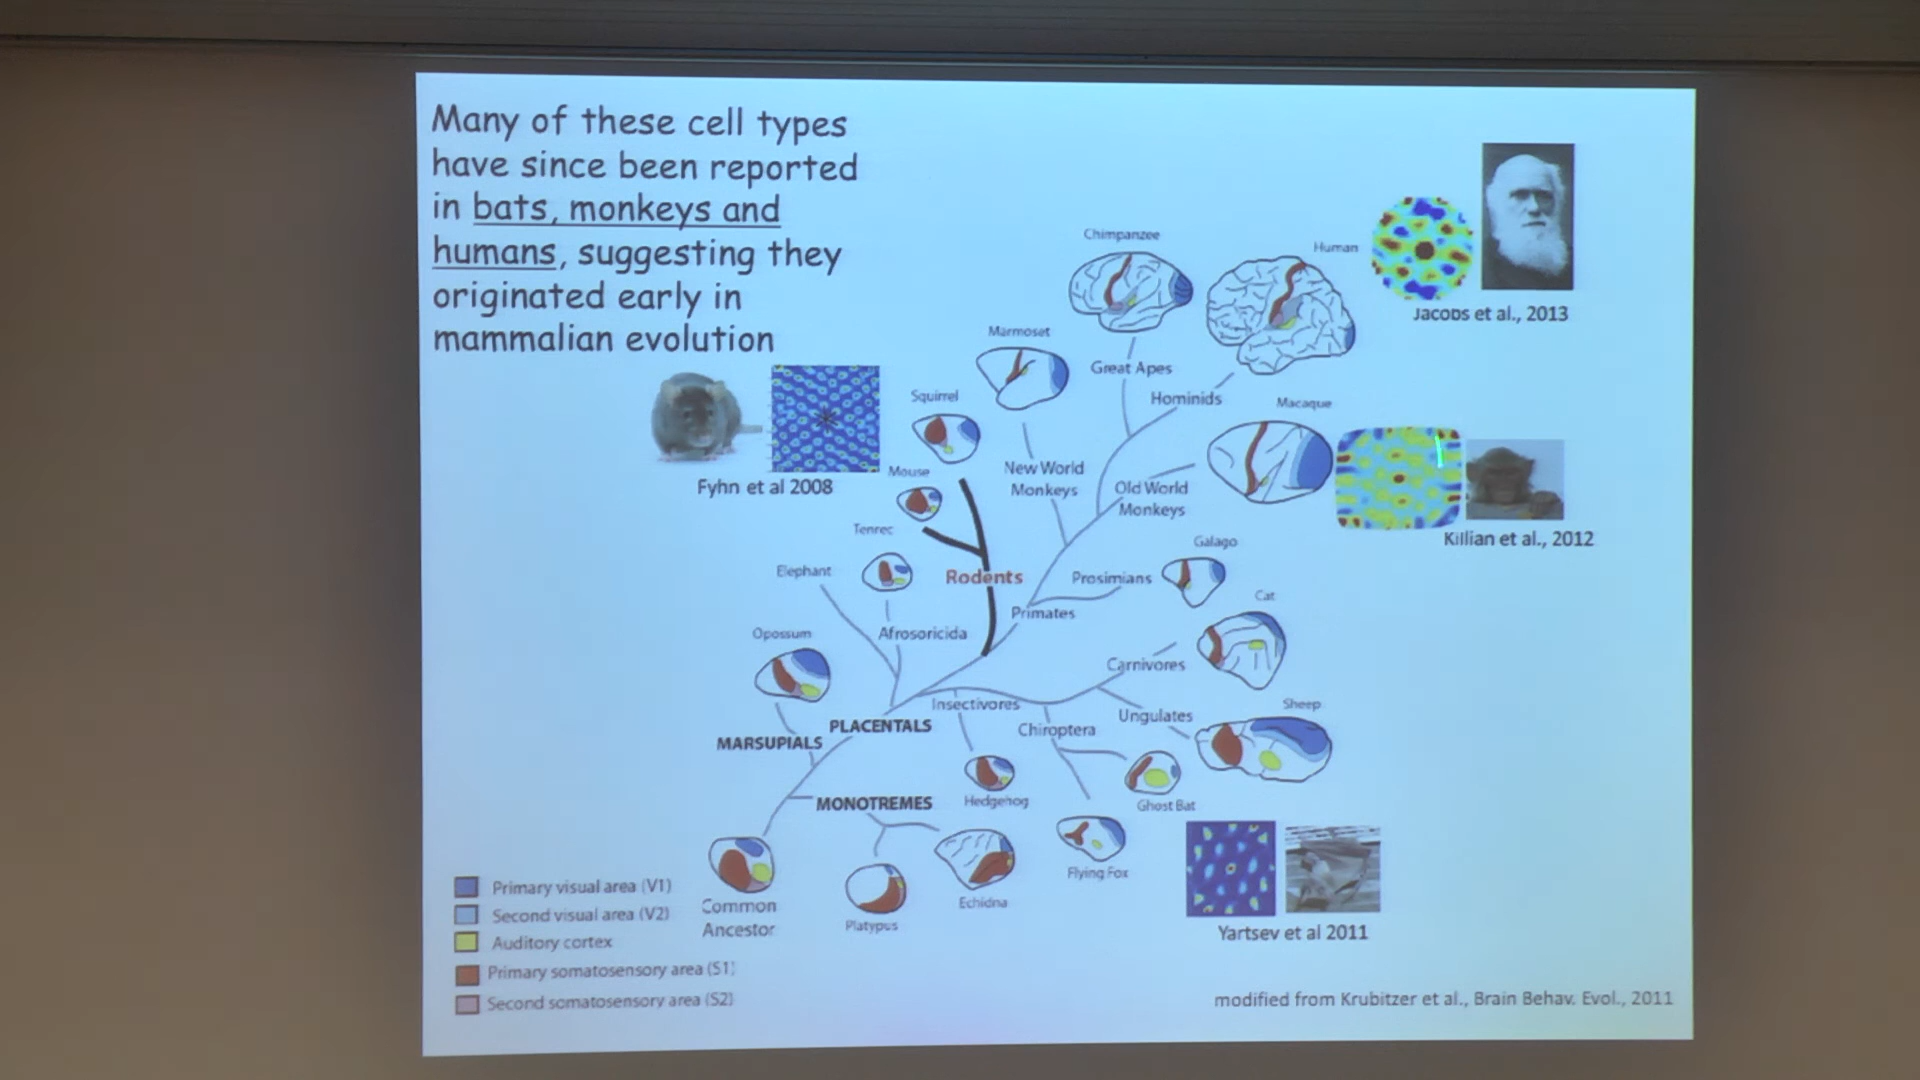 Many of these cell types
have since been reported
in bats, monkeys and
humans, suggesting they
originated early in
mammalian evolution
Chimpanzee
Human
Jacobs et al., 2013
Marmoset
Great Apes
Hominids
Squirrel
Macaque
Mouse
New World
Monkeys
Old World
Monkeys
Fyhn et al 2008
Killian et al., 2012
Tenrec
Galago
Elephant
Rodents
Prosimians
Cat
Primates
Opossum
Afrosoricida
Carnivores
Insectivores
Sheep
PLACENTALS
Chiroptera
Ungulates
MARSUPIALS
MONOTREMES
Hedgehog
Ghost Bat
Flying Fox
Common
Ancestor
Platypus
Echidna
Yartsev et al 2011
Primary visual area (V1)
Second visual area (V2)
Auditory cortex
Primary somatosensory area (S1)
Second somatosensory area (S2)
modified from Krubitzer et al., Brain Behav. Evol., 2011